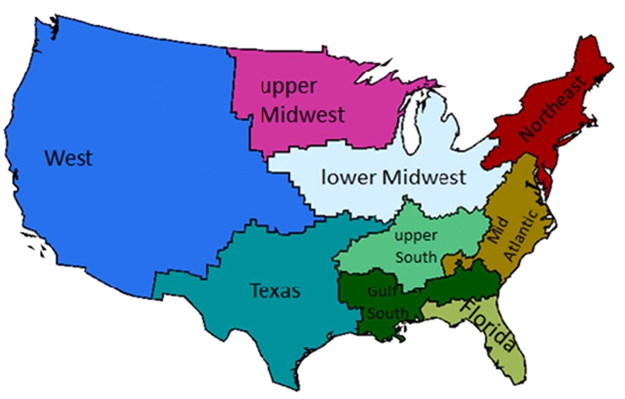 upper
Midwest
Northeast
West
lower Midwest
Mid
Atlantic
upper
South
Texas
Gulf
South
Florida